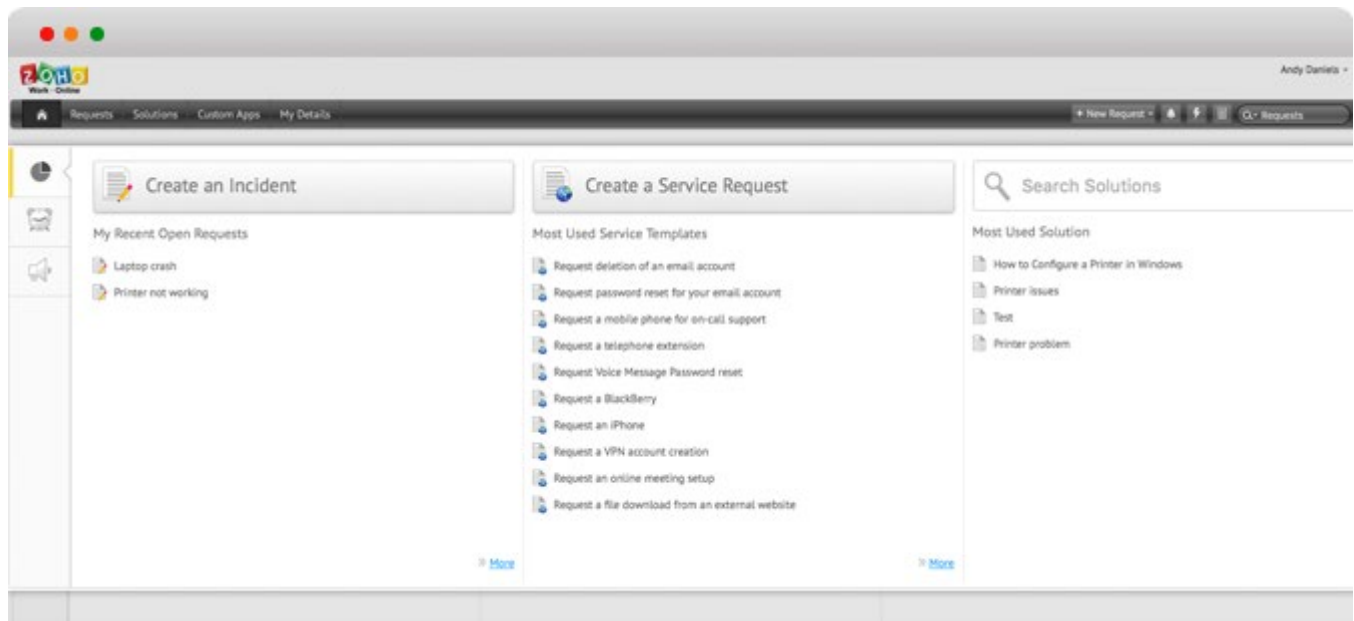 ZOHO
Work · Online
Andy Daniels
Requests Solutions Custom Apps My Details
+ New Request
Requests
Create an Incident
My Recent Open Requests
Laptop crash
Printer not working
» More
Create a Service Request
Most Used Service Templates
Request deletion of an email account
Request password reset for your email account
Request a mobile phone for on-call support
Request a telephone extension
Request Voice Message Password reset
Request a BlackBerry
Request an iPhone
Request a VPN account creation
Request an online meeting setup
Request a file download from an external website
» More
Search Solutions
Most Used Solution
How to Configure a Printer in Windows
Printer issues
Test
Printer problem